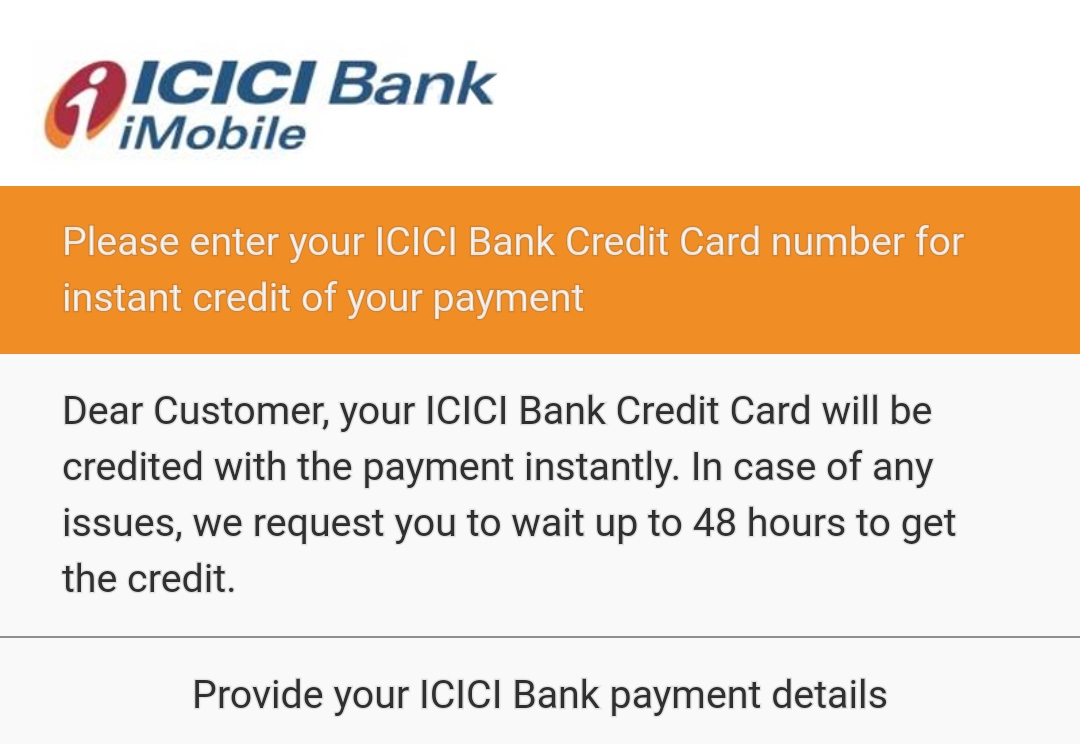 ICICI Bank
iMobile
Please enter your ICICI Bank Credit Card number for
instant credit of your payment
Dear Customer, your ICICI Bank Credit Card will be
credited with the payment instantly. In case of any
issues, we request you to wait up to 48 hours to get
the credit.
Provide your ICICI Bank payment details